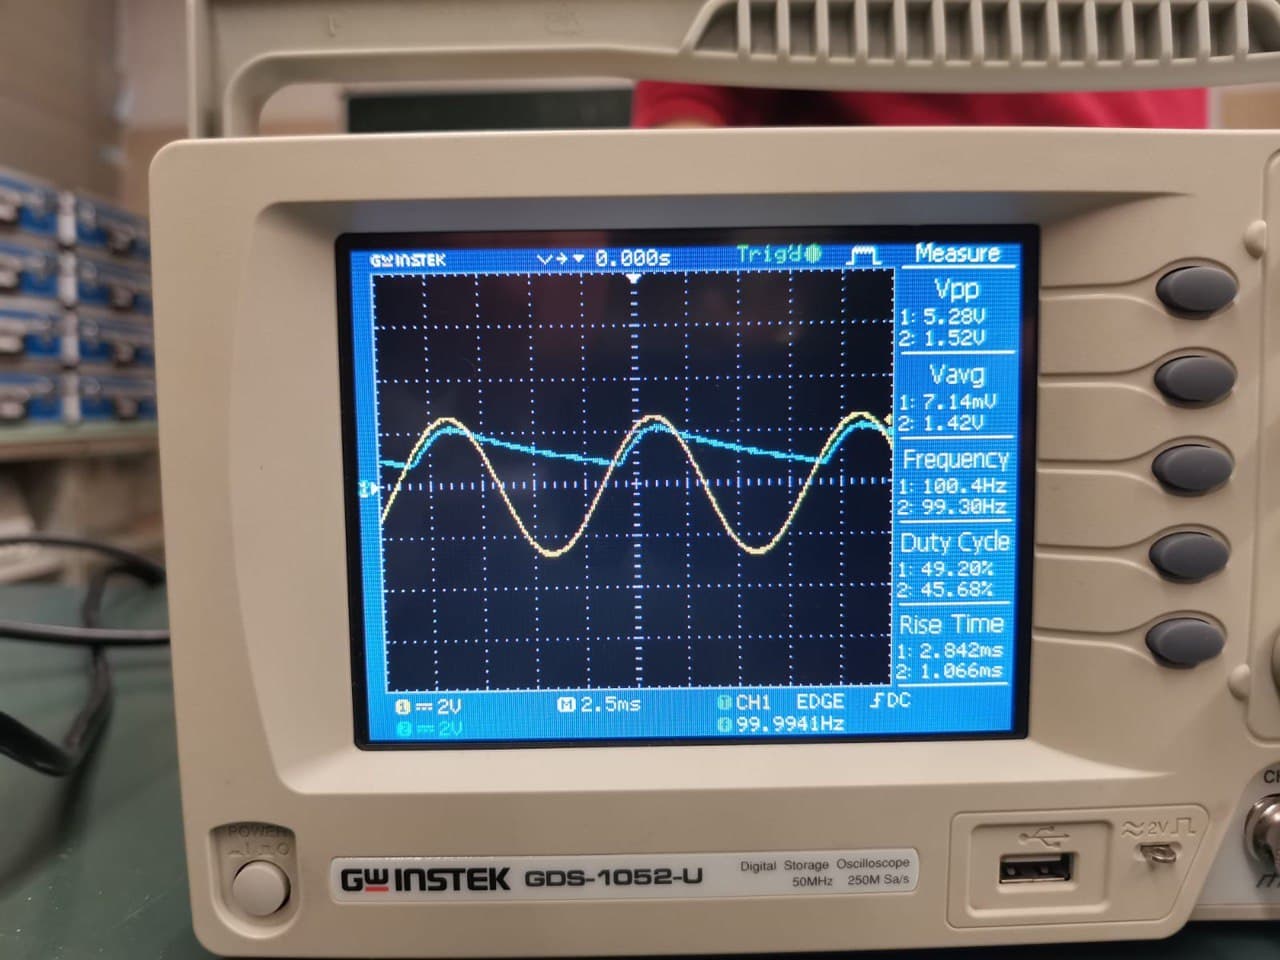 GW INSTEK 0.000s Trig'd Measure
Vpp
1: 5.28V
2: 1.52V
Vavg
1: 7.14mV
2: 1.42V
Frequency
1: 100.4Hz
2: 99.30Hz
Duty Cycle
1: 49.20%
2: 45.68%
Rise Time
1: 2.842ms
2: 1.066ms
1
1 2V M 2.5ms T CH1 EDGE DC
2 2V 99.9941Hz
POWER
GW INSTEK GDS-1052-U Digital Storage Oscilloscope
50MHz 250M Sa/s
≈2V